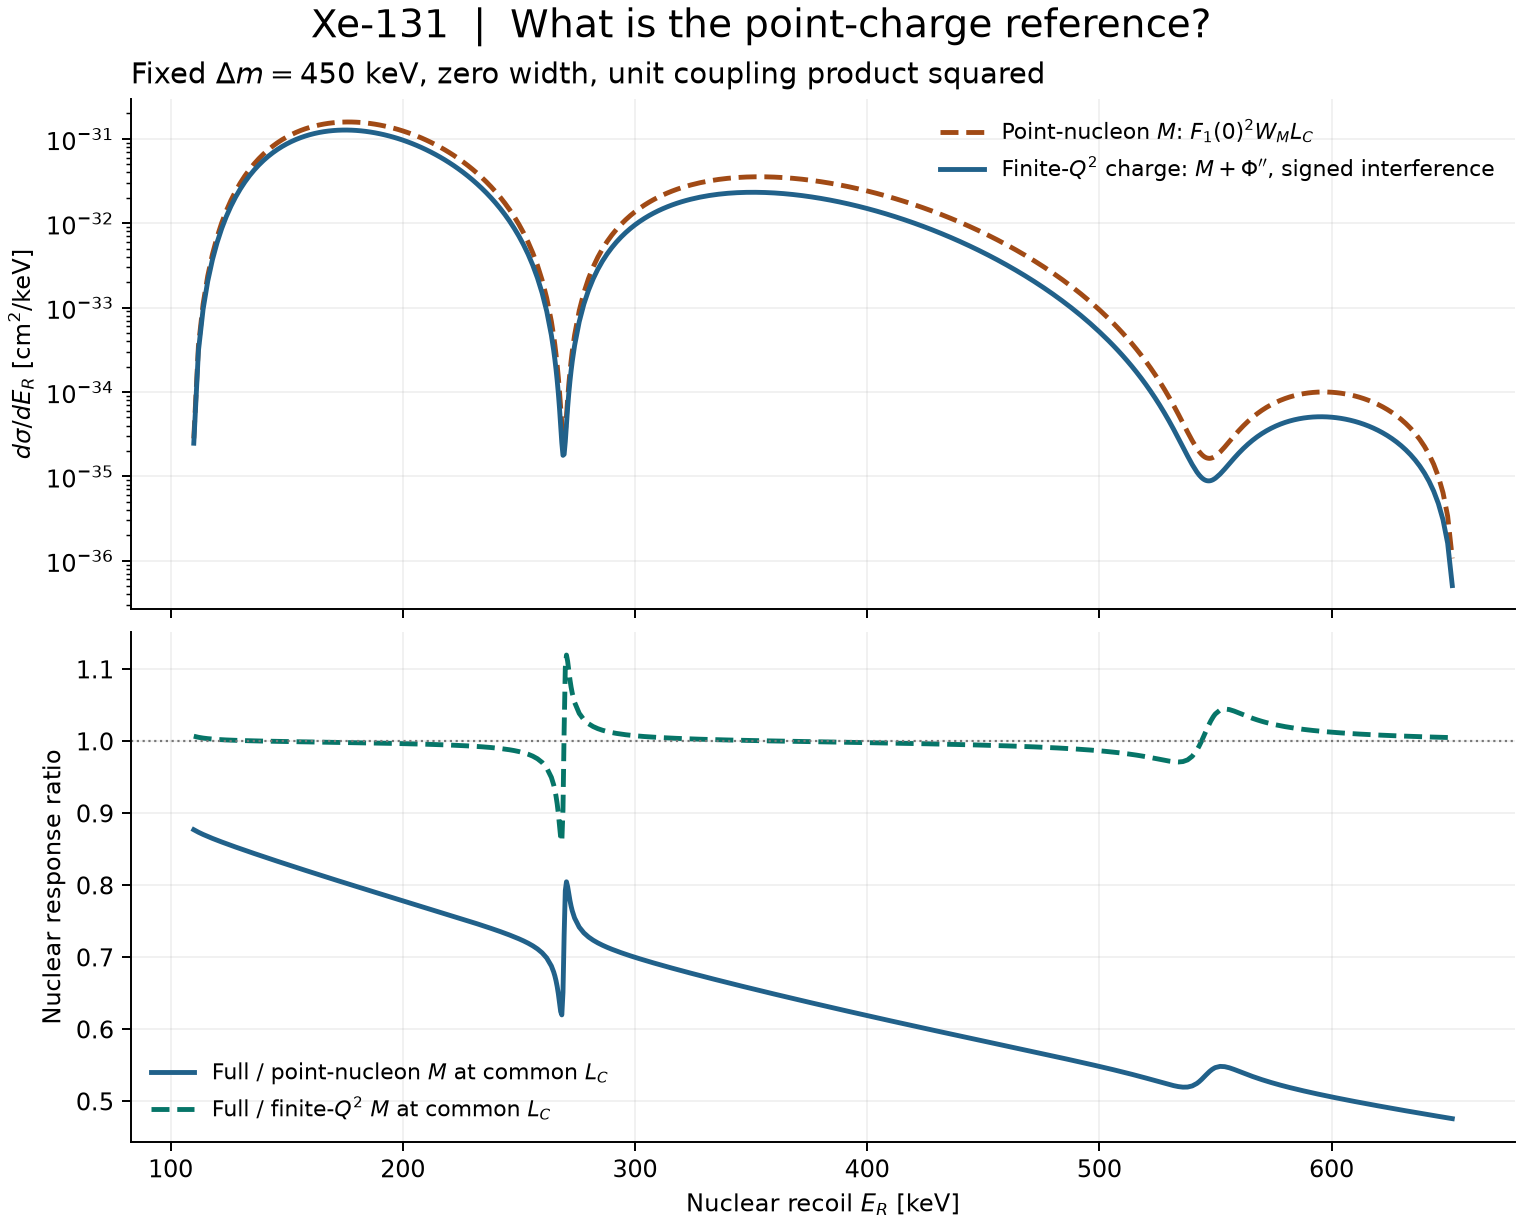 Xe-131 | What is the point-charge reference?
Fixed Δm = 450 keV, zero width, unit coupling product squared
Point-nucleon M: F₁(0)²W_M L_C
Finite-Q² charge: M + Φ″, signed interference
dσ/dE_R [cm²/keV]
10⁻³¹
10⁻³²
10⁻³³
10⁻³⁴
10⁻³⁵
10⁻³⁶
Nuclear response ratio
1.1
1.0
0.9
0.8
0.7
0.6
0.5
Full / point-nucleon M at common L_C
Full / finite-Q² M at common L_C
100 200 300 400 500 600
Nuclear recoil E_R [keV]